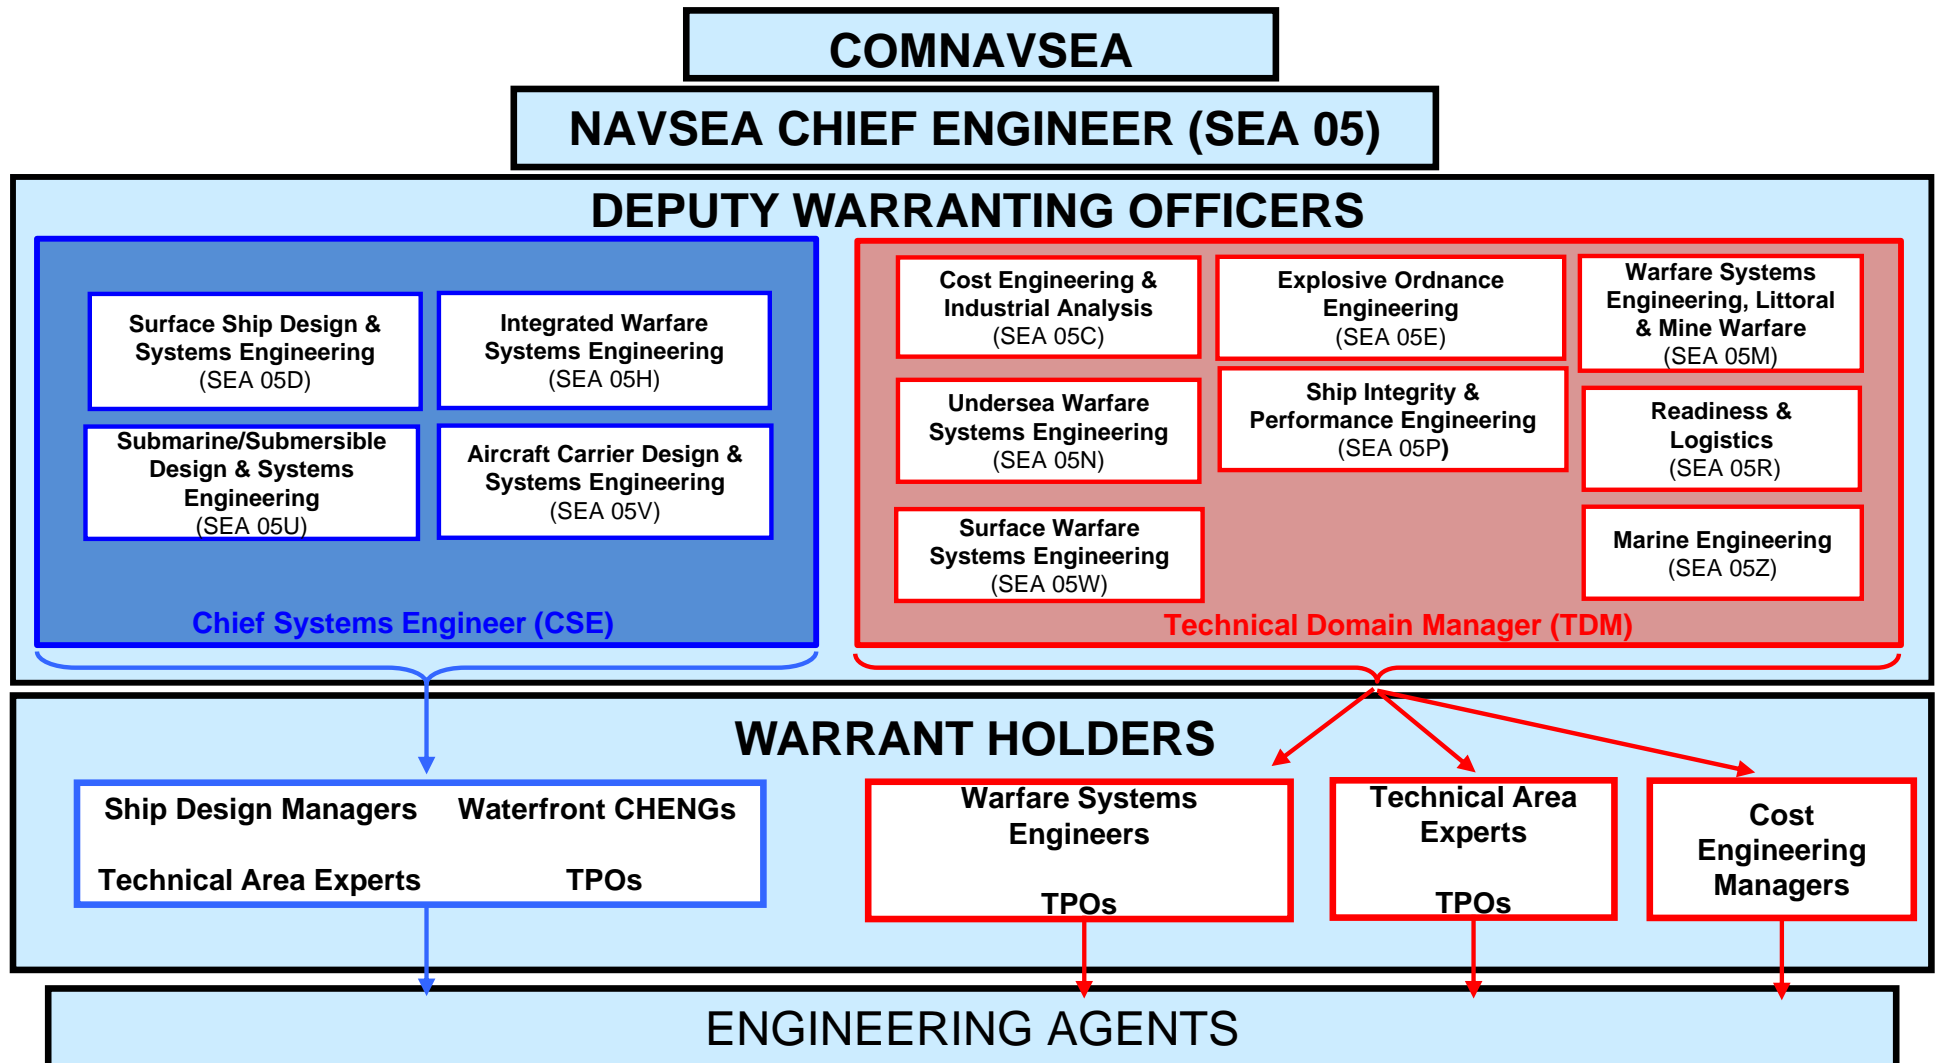 COMNAVSEA
NAVSEA CHIEF ENGINEER (SEA 05)
DEPUTY WARRANTING OFFICERS
Surface Ship Design &
Systems Engineering
(SEA 05D)
Integrated Warfare
Systems Engineering
(SEA 05H)
Submarine/Submersible
Design & Systems
Engineering
(SEA 05U)
Aircraft Carrier Design &
Systems Engineering
(SEA 05V)
Chief Systems Engineer (CSE)
Cost Engineering &
Industrial Analysis
(SEA 05C)
Explosive Ordnance
Engineering
(SEA 05E)
Warfare Systems
Engineering, Littoral
& Mine Warfare
(SEA 05M)
Undersea Warfare
Systems Engineering
(SEA 05N)
Ship Integrity &
Performance Engineering
(SEA 05P)
Readiness &
Logistics
(SEA 05R)
Surface Warfare
Systems Engineering
(SEA 05W)
Marine Engineering
(SEA 05Z)
Technical Domain Manager (TDM)
WARRANT HOLDERS
Ship Design Managers Waterfront CHENGs
Technical Area Experts TPOs
Warfare Systems
Engineers
TPOs
Technical Area
Experts
TPOs
Cost
Engineering
Managers
ENGINEERING AGENTS